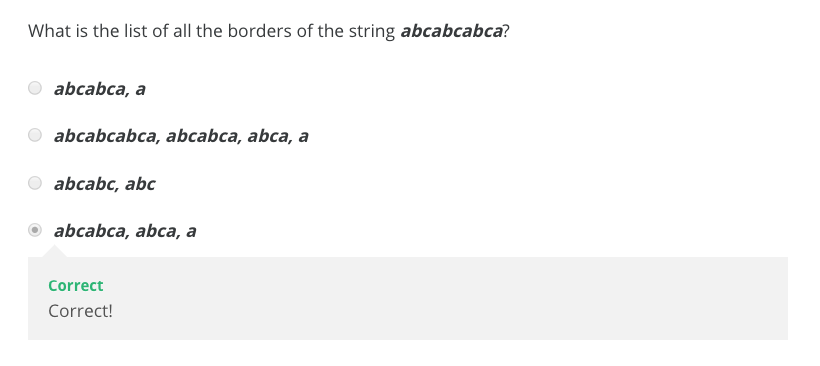 What is the list of all the borders of the string abcabcabca?
abcabca, a
abcabcabca, abcabca, abca, a
abcabc, abc
abcabca, abca, a
Correct
Correct!